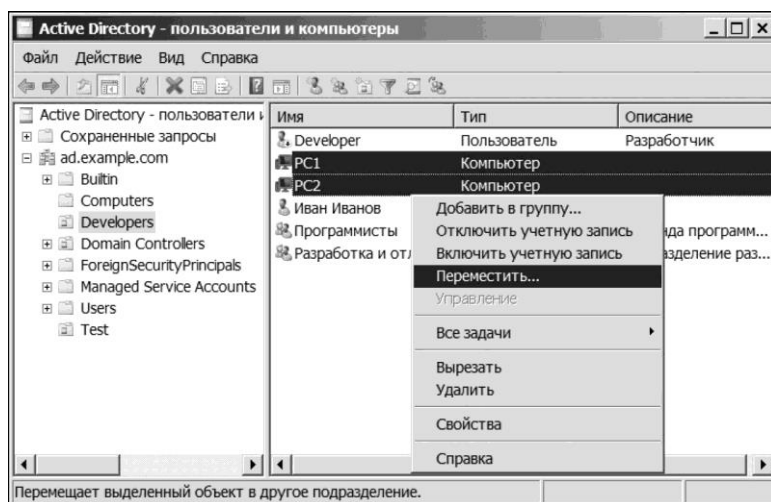 Active Directory - пользователи и компьютеры
Файл Действие Вид Справка
Active Directory - пользователи и
Сохраненные запросы
ad.example.com
Builtin
Computers
Developers
Domain Controllers
ForeignSecurityPrincipals
Managed Service Accounts
Users
Test
Имя Тип Описание
Developer Пользователь Разработчик
PC1 Компьютер
PC2 Компьютер
Иван Иванов
Программисты нда программ...
Разработка и отл азделение раз...
Добавить в группу...
Отключить учетную запись
Включить учетную запись
Переместить...
Управление
Все задачи
Вырезать
Удалить
Свойства
Справка
Перемещает выделенный объект в другое подразделение.